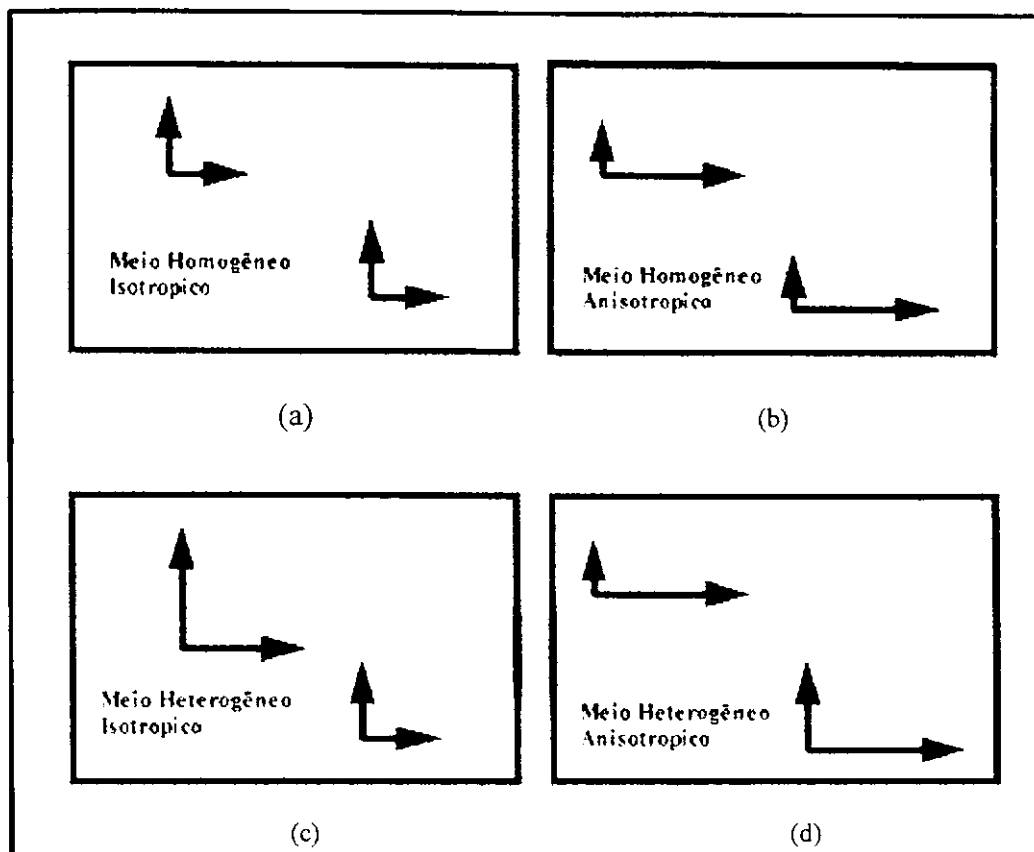 Meio Homogêneo
Isotropico
Meio Homogêneo
Anisotropico
(a)
(b)
Meio Heterogêneo
Isotropico
Meio Heterogêneo
Anisotropico
(c)
(d)